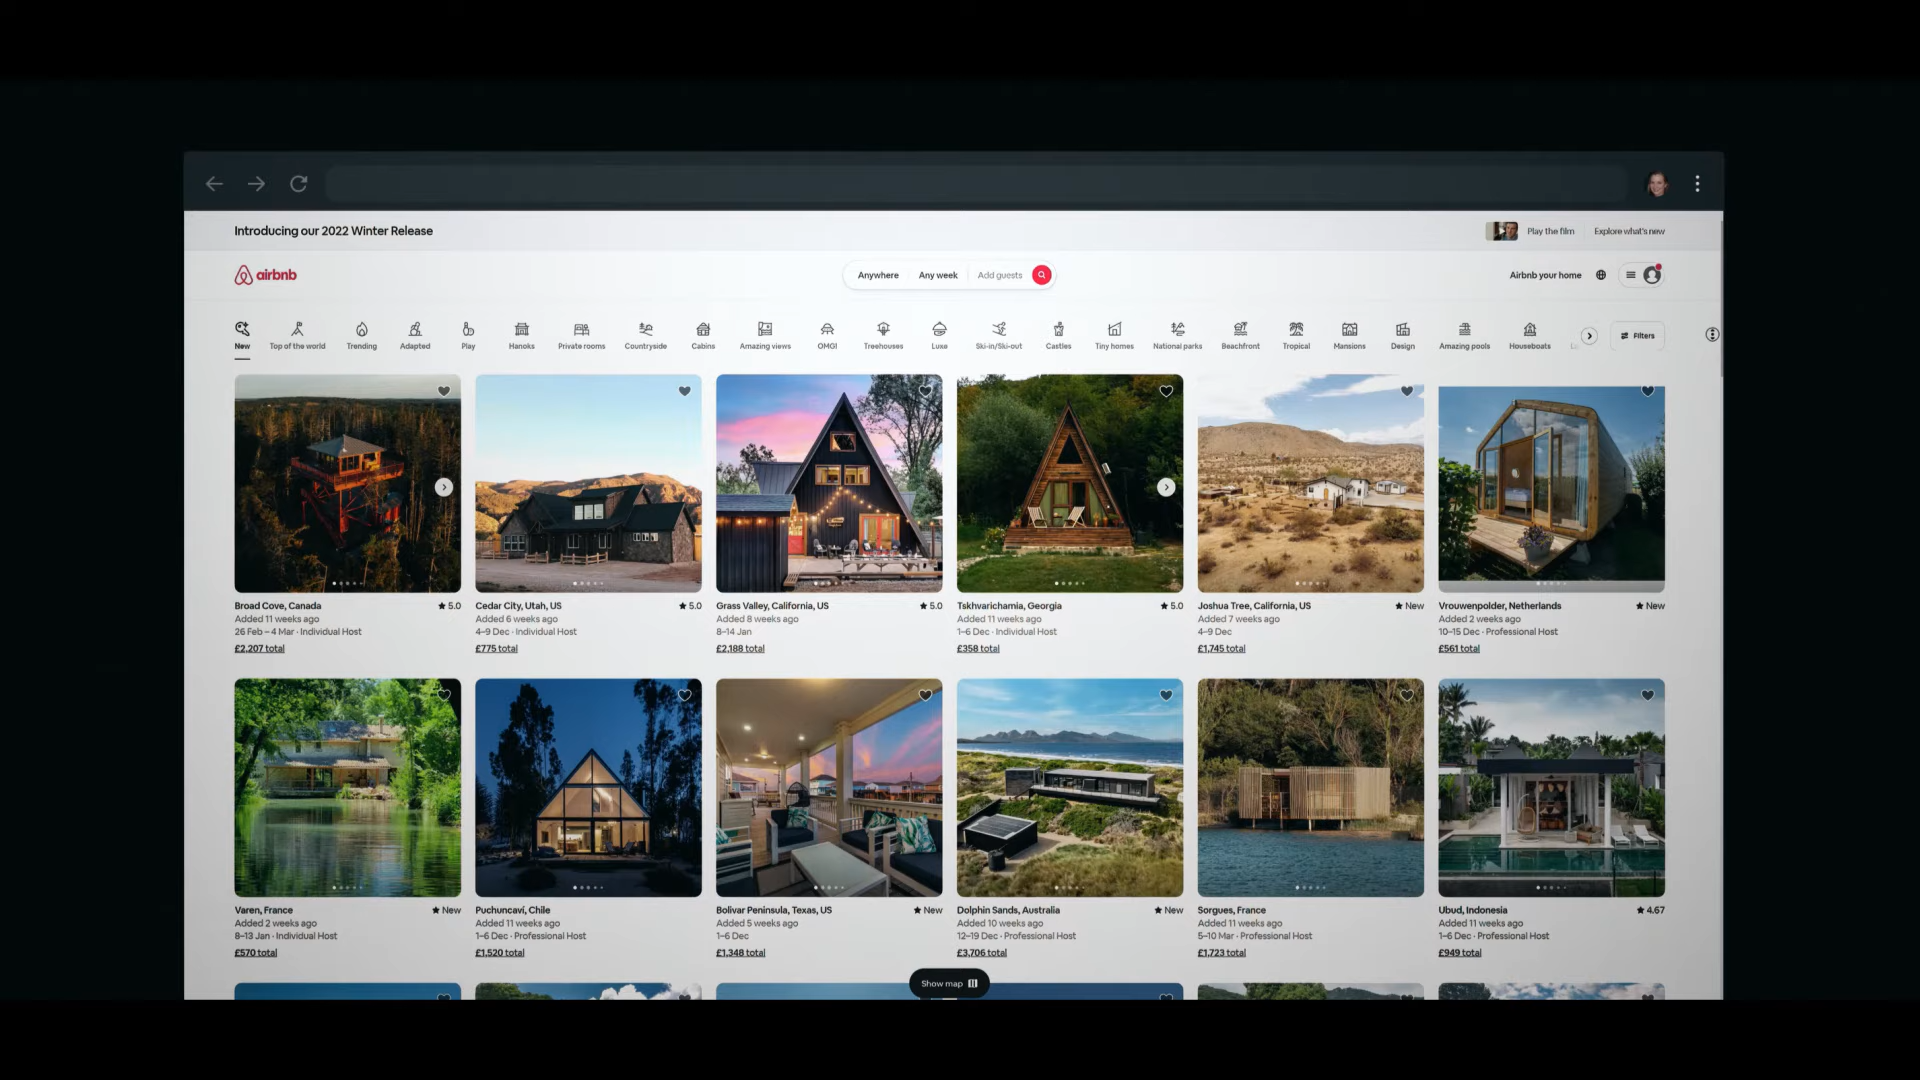 Introducing our 2022 Winter Release
Play the film
Explore what's new
airbnb
Anywhere
Any week
Add guests
Airbnb your home
New
Top of the world
Trending
Adapted
Play
Hanoks
Private rooms
Countryside
Cabins
Amazing views
OMG!
Treehouses
Luxe
Ski-in/Ski-out
Castles
Tiny homes
National parks
Beachfront
Tropical
Mansions
Design
Amazing pools
Houseboats
Filters
Broad Cove, Canada ★ 5.0
Added 11 weeks ago
26 Feb – 4 Mar · Individual Host
£2,207 total
Cedar City, Utah, US ★ 5.0
Added 6 weeks ago
4–9 Dec · Individual Host
£775 total
Grass Valley, California, US ★ 5.0
Added 8 weeks ago
8–14 Jan
£2,188 total
Tskhvarichamia, Georgia ★ 5.0
Added 11 weeks ago
1–6 Dec · Individual Host
£358 total
Joshua Tree, California, US ★ New
Added 7 weeks ago
4–9 Dec
£1,745 total
Vrouwenpolder, Netherlands ★ New
Added 2 weeks ago
10–15 Dec · Professional Host
£561 total
Varen, France ★ New
Added 2 weeks ago
8–13 Jan · Individual Host
£570 total
Puchuncaví, Chile
Added 11 weeks ago
1–6 Dec · Professional Host
£1,520 total
Bolivar Peninsula, Texas, US ★ New
Added 5 weeks ago
1–6 Dec
£1,348 total
Dolphin Sands, Australia ★ New
Added 10 weeks ago
12–19 Dec · Professional Host
£3,706 total
Sorgues, France
Added 11 weeks ago
5–10 Mar · Professional Host
£1,723 total
Ubud, Indonesia ★ 4.67
Added 11 weeks ago
1–6 Dec · Professional Host
£949 total
Show map